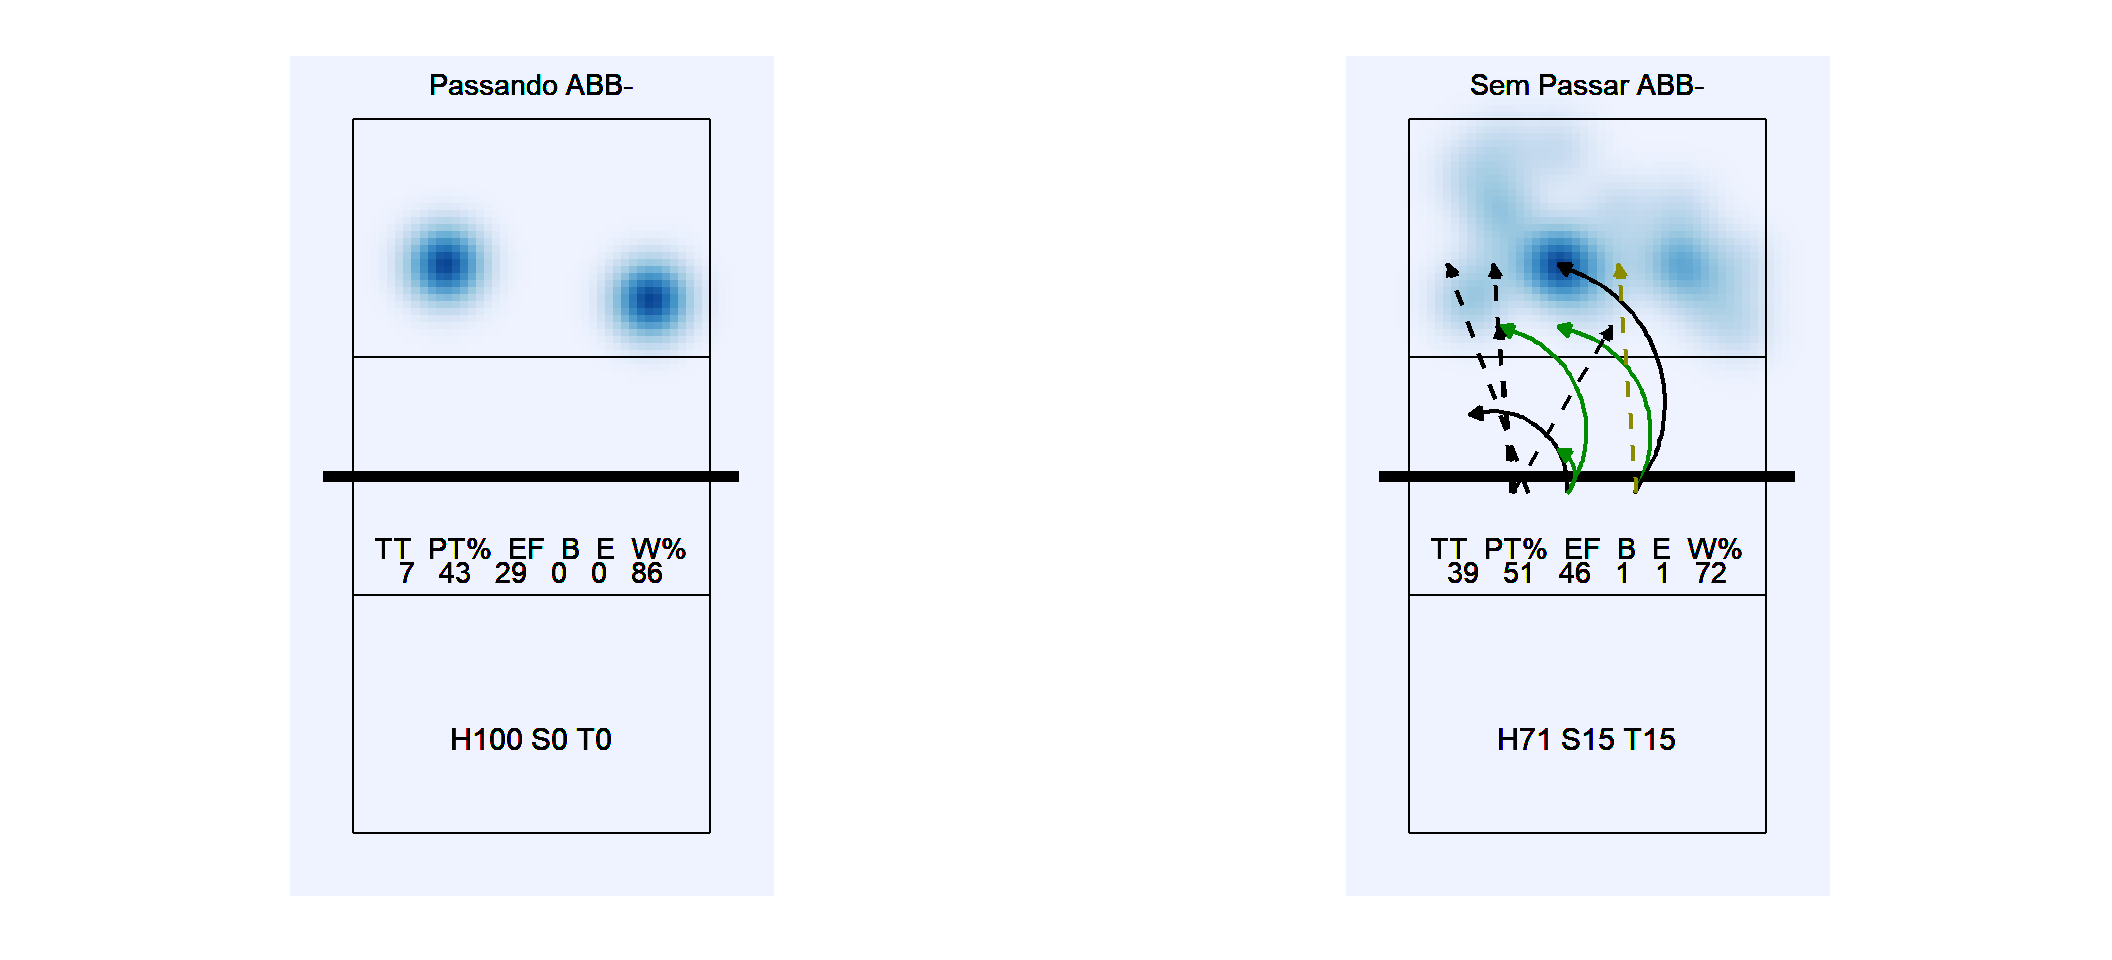 Passando ABB-
TT PT% EF B E W%
7 43 29 0 0 86
H100 S0 T0
Sem Passar ABB-
TT PT% EF B E W%
39 51 46 1 1 72
H71 S15 T15